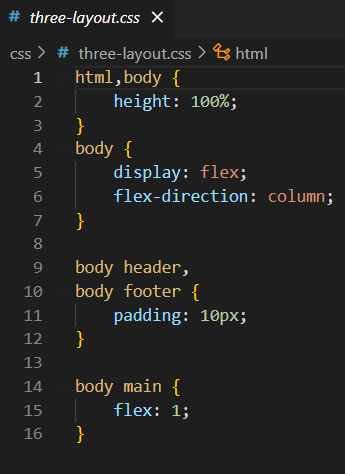 # three-layout.css ×
css > # three-layout.css > html
1 html,body {
2     height: 100%;
3 }
4 body {
5     display: flex;
6     flex-direction: column;
7 }
8
9 body header,
10 body footer {
11     padding: 10px;
12 }
13
14 body main {
15     flex: 1;
16 }